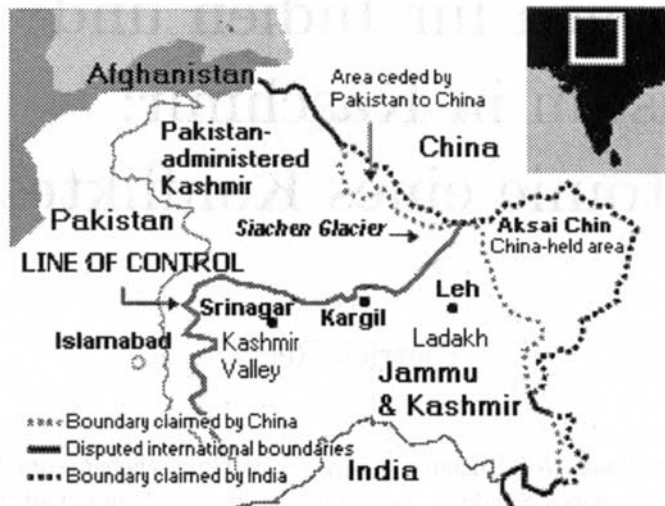 Afghanistan
Area ceded by
Pakistan to China
Pakistan-
administered
Kashmir
China
Pakistan
Siachen Glacier
Aksai Chin
China-held area
LINE OF CONTROL
Srinagar
Kargil
Leh
Islamabad
Kashmir
Valley
Ladakh
Jammu
& Kashmir
Boundary claimed by China
Disputed international boundaries
Boundary claimed by India
India